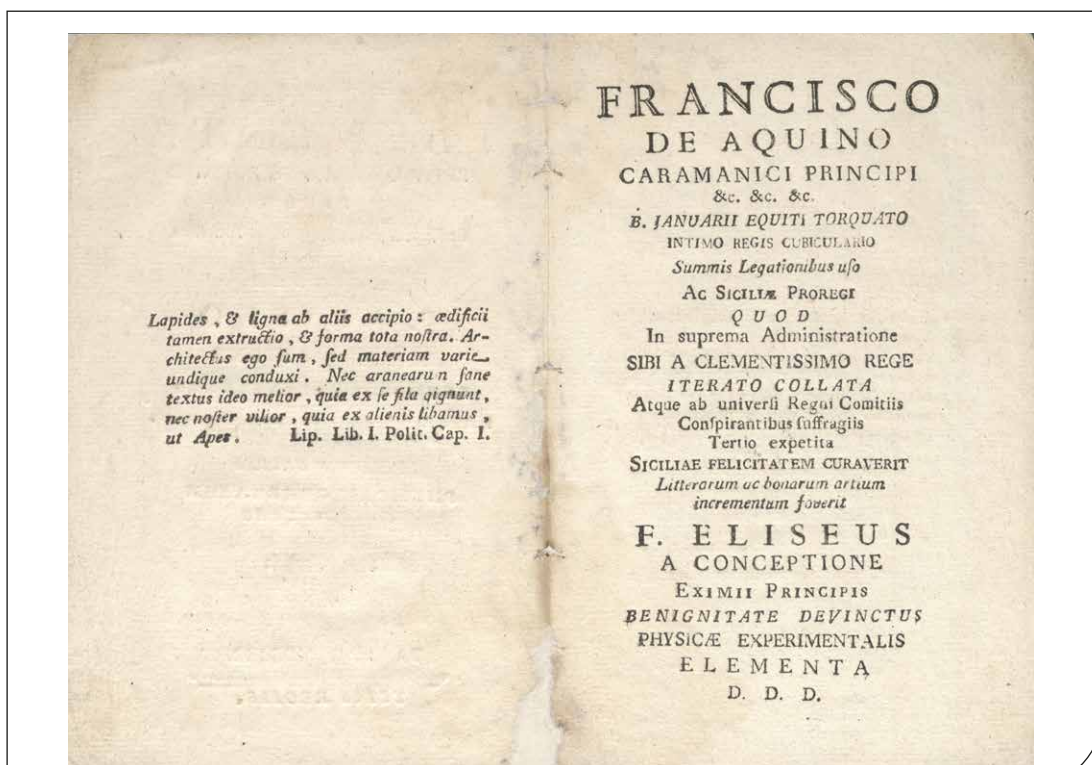 Lapides , & ligna ab aliis accipio : ædificii
tamen extructio , & forma tota noſtra. Ar-
chitectus ego ſum , ſed materiam varie
undique conduxi . Nec aranearum ſane
textus ideo melior , quia ex ſe fila gignunt ,
nec noſter vilior , quia ex alienis libamus ,
ut Apes . Lip. Lib. I. Polit. Cap. I.
FRANCISCO
DE AQUINO
CARAMANICI PRINCIPI
&c. &c. &c.
B. JANUARII EQUITI TORQUATO
INTIMO REGIS CUBICULARIO
Summis Legationibus uſo
AC SICILIÆ PROREGI
QUOD
In suprema Administratione
SIBI A CLEMENTISSIMO REGE
ITERATO COLLATA
Atque ab univerſi Regni Comitiis
Conſpirantibus ſuffragiis
Tertio expetita
SICILIAE FELICITATEM CURAVERIT
Litterarum ac bonarum artium
incrementum foverit
F. ELISEUS
A CONCEPTIONE
EXIMII PRINCIPIS
BENIGNITATE DEVINCTUS
PHYSICÆ EXPERIMENTALIS
ELEMENTA
D. D. D.